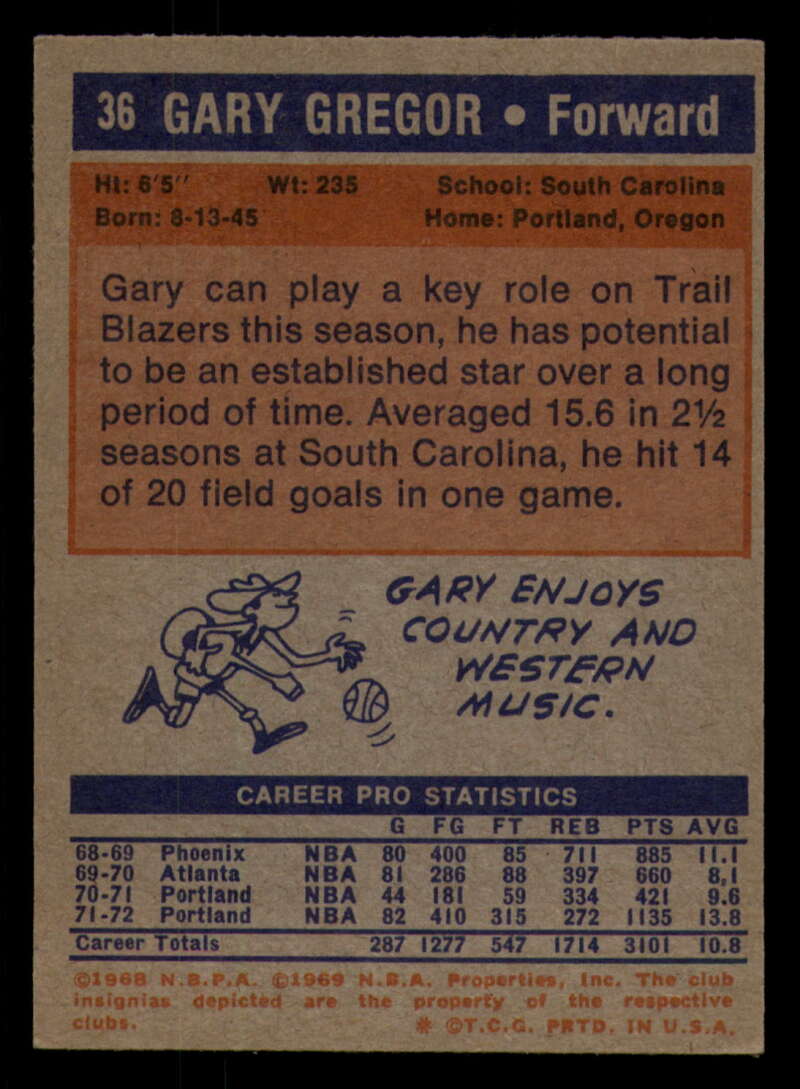 36 GARY GREGOR • Forward
Ht: 6'5" Wt: 235 School: South Carolina
Born: 8-13-45 Home: Portland, Oregon
Gary can play a key role on Trail
Blazers this season, he has potential
to be an established star over a long
period of time. Averaged 15.6 in 2½
seasons at South Carolina, he hit 14
of 20 field goals in one game.
GARY ENJOYS
COUNTRY AND
WESTERN
MUSIC.
CAREER PRO STATISTICS
G FG FT REB PTS AVG
68-69 Phoenix NBA 80 400 85 711 885 11.1
69-70 Atlanta NBA 81 286 88 397 660 8.1
70-71 Portland NBA 44 181 59 334 421 9.6
71-72 Portland NBA 82 410 315 272 1135 13.8
Career Totals 287 1277 547 1714 3101 10.8
©1968 N.B.P.A. ©1969 N.B.A. Properties, Inc. The club
insignias depicted are the property of the respective
clubs. * ©T.C.G. PRTD. IN U.S.A.